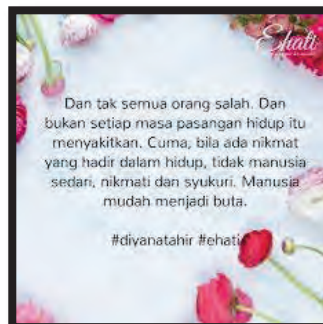 Ehati
Dan tak semua orang salah. Dan
bukan setiap masa pasangan hidup itu
menyakitkan. Cuma, bila ada nikmat
yang hadir dalam hidup, tidak manusia
sedari, nikmati dan syukuri. Manusia
mudah menjadi buta.
#diyanatahir #ehati